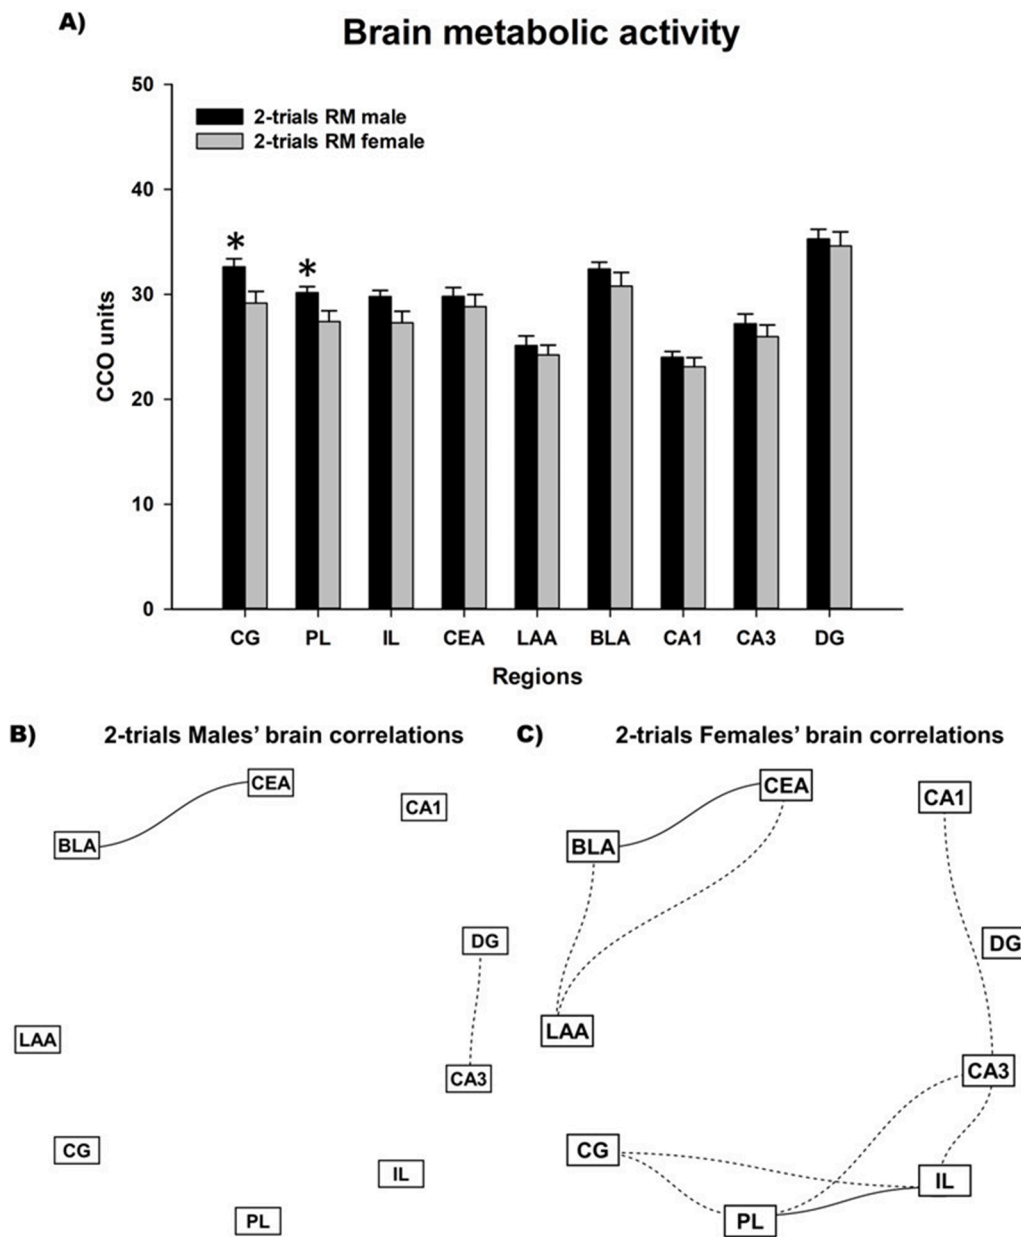 A)
Brain metabolic activity
50
2-trials RM male
2-trials RM female
40
*
*
30
CCO units
20
10
0
CG PL IL CEA LAA BLA CA1 CA3 DG
Regions
B) 2-trials Males' brain correlations
CEA
CA1
BLA
DG
LAA
CA3
CG
IL
PL
C) 2-trials Females' brain correlations
CEA
CA1
BLA
DG
LAA
CA3
CG
IL
PL